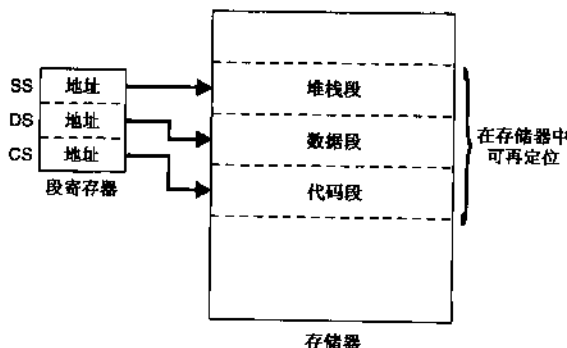 SS 地址
DS 地址
CS 地址
段寄存器
堆栈段
数据段
代码段
在存储器中
可再定位
存储器